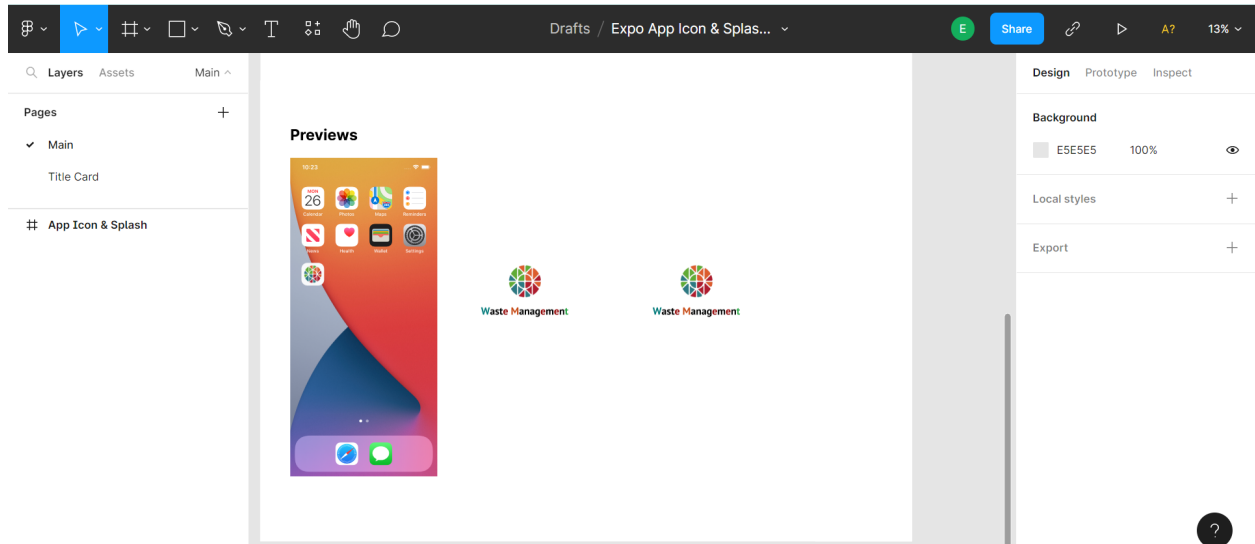 Drafts / Expo App Icon & Splas...
E
Share
A?
13%
Layers Assets Main
Pages
Main
Title Card
App Icon & Splash
Previews
10:23
MON
26
Calendar Photos Maps Reminders
News Health Wallet Settings
Waste Management
Waste Management
Design Prototype Inspect
Background
E5E5E5 100%
Local styles
Export
?